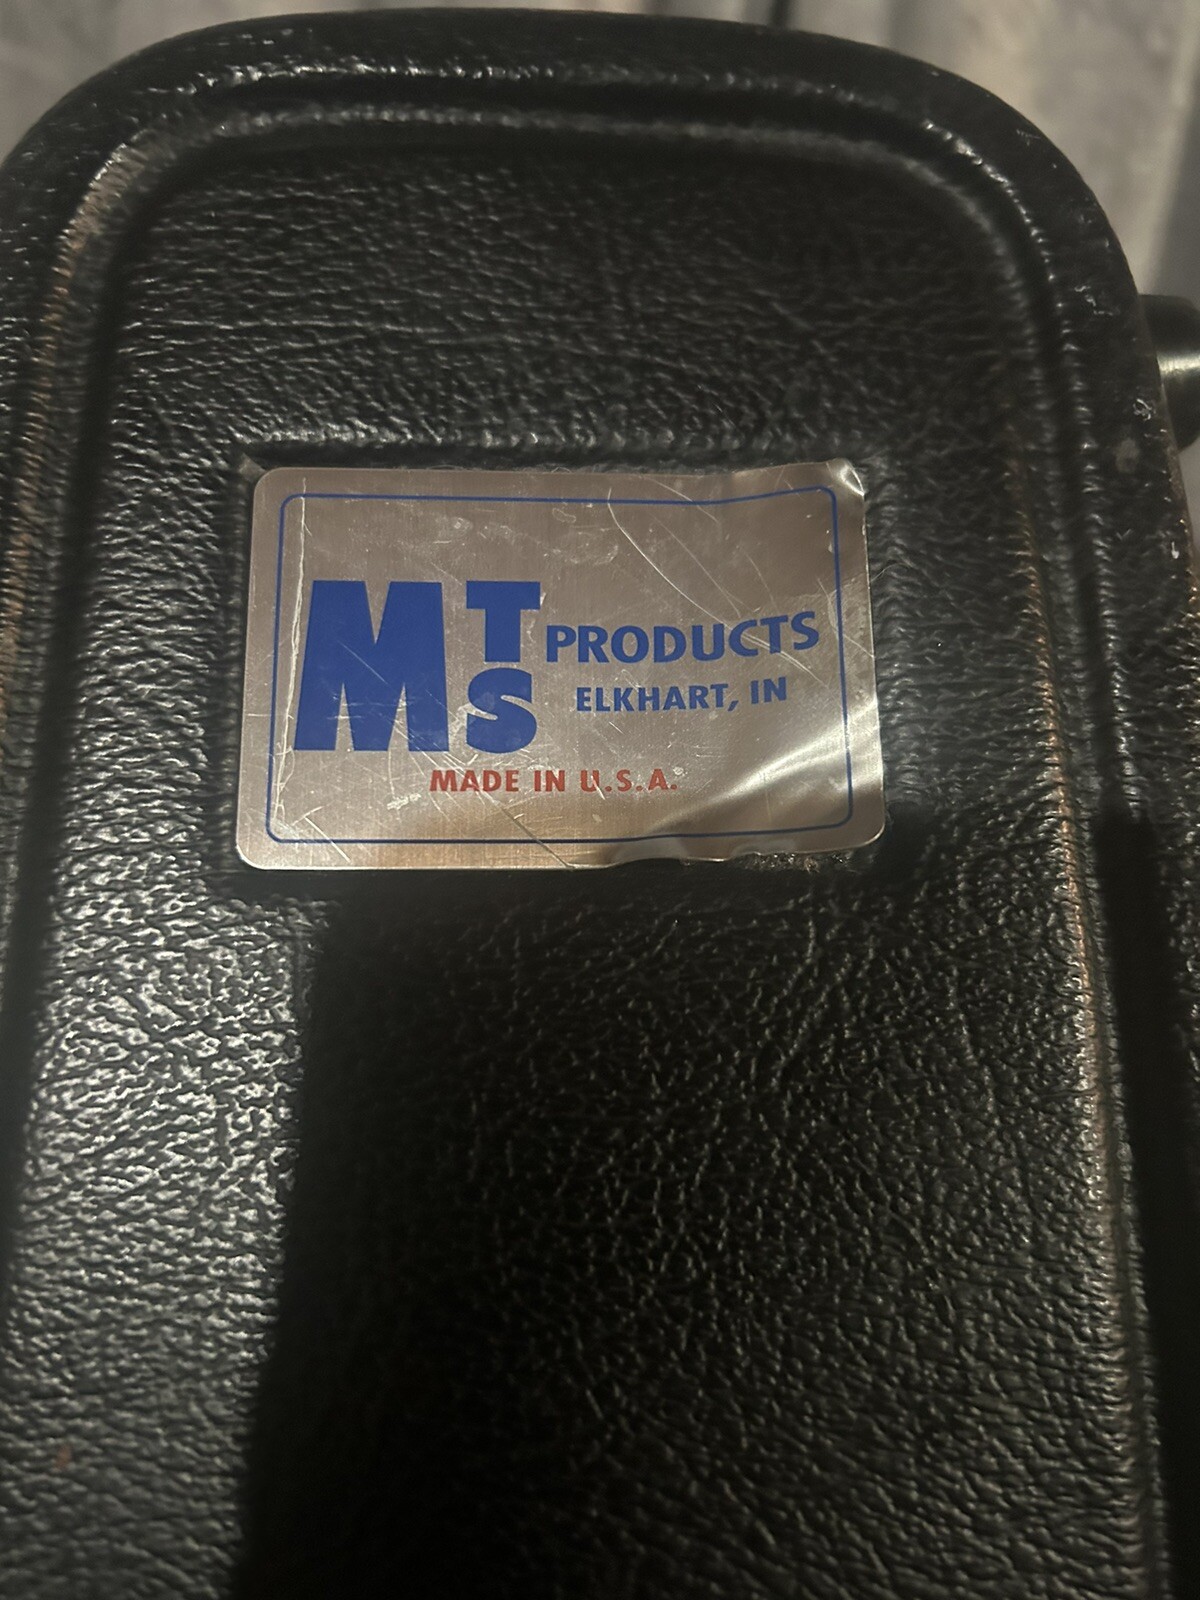 MTS PRODUCTS
ELKHART, IN
MADE IN U.S.A.